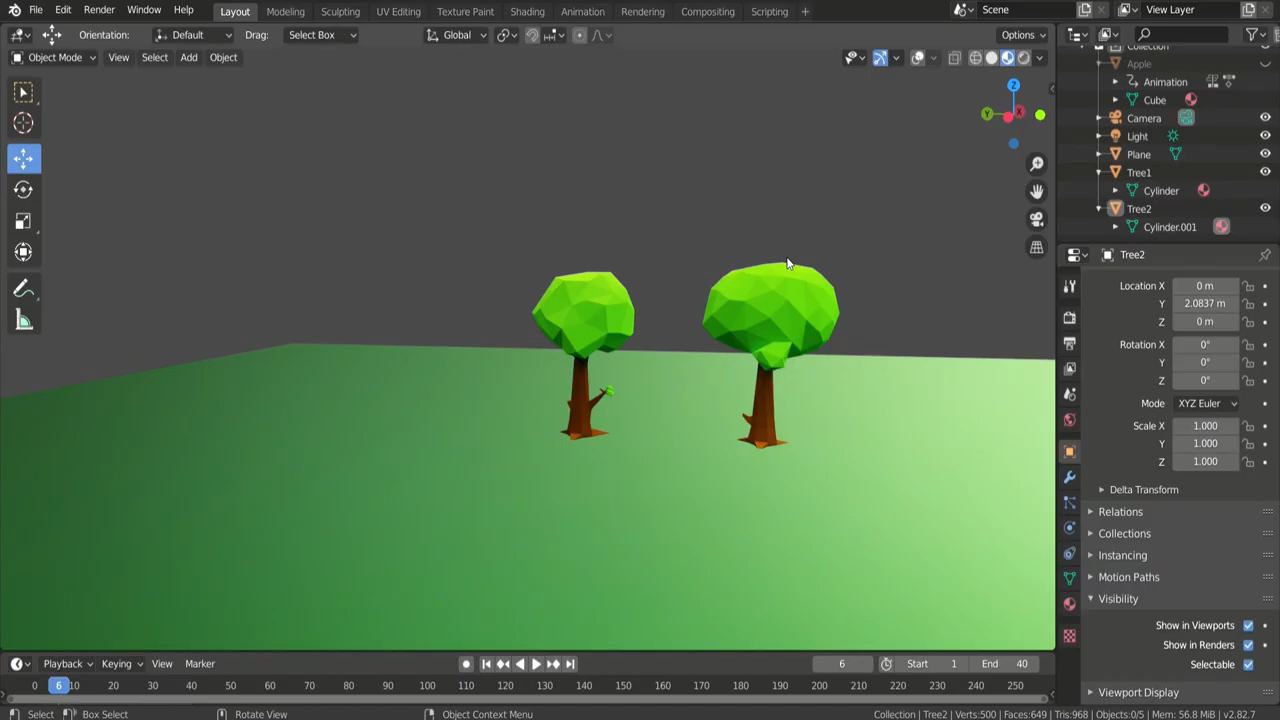 File Edit Render Window Help Layout Modeling Sculpting UV Editing Texture Paint Shading Animation Rendering Compositing Scripting + Scene View Layer
Orientation: Default Drag: Select Box Global Options
Object Mode View Select Add Object
Collection
Apple
Animation
Cube
Camera
Light
Plane
Tree1
Cylinder
Tree2
Cylinder.001
Z
Y
X
Tree2
Location X 0 m
Y 2.0837 m
Z 0 m
Rotation X 0°
Y 0°
Z 0°
Mode XYZ Euler
Scale X 1.000
Y 1.000
Z 1.000
Delta Transform
Relations
Collections
Instancing
Motion Paths
Visibility
Show in Viewports
Show in Renders
Selectable
Viewport Display
Playback Keying View Marker 6 Start 1 End 40
0 6 10 20 30 40 50 60 70 80 90 100 110 120 130 140 150 160 170 180 190 200 210 220 230 240 250
Select Box Select Rotate View Object Context Menu Collection | Tree2 | Verts:500 | Faces:649 | Tris:968 | Objects:0/5 | Mem: 56.8 MiB | v2.82.7